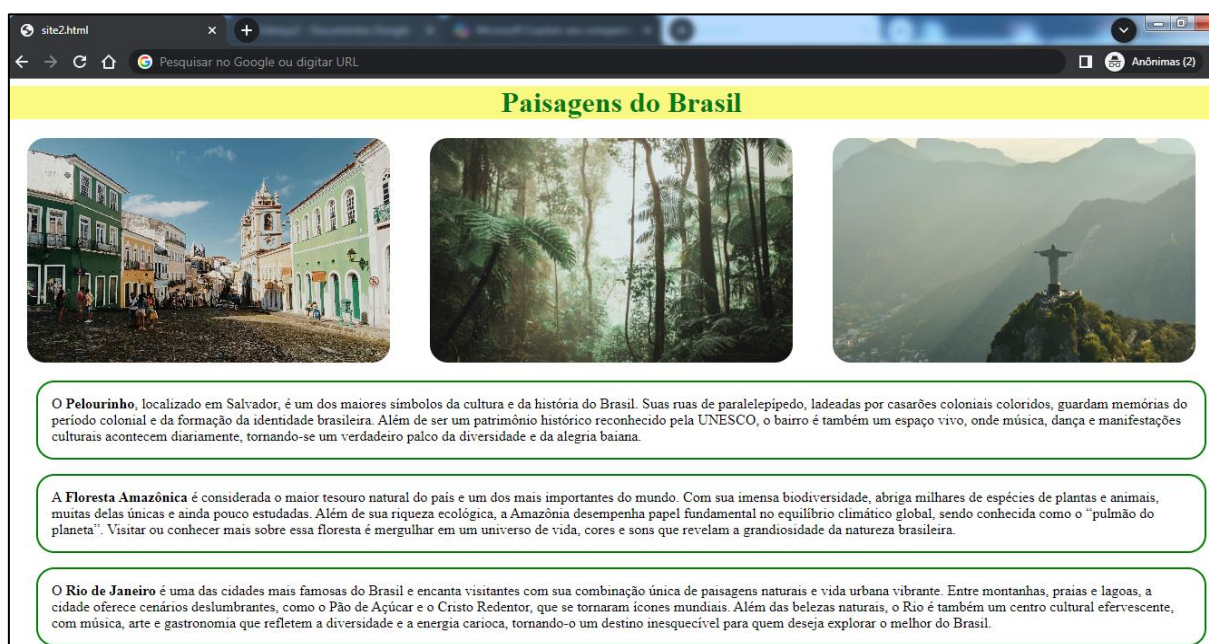 site2.html
Pesquisar no Google ou digitar URL
Anônimas (2)
Paisagens do Brasil
O Pelourinho, localizado em Salvador, é um dos maiores símbolos da cultura e da história do Brasil. Suas ruas de paralelepípedo, ladeadas por casarões coloniais coloridos, guardam memórias do
período colonial e da formação da identidade brasileira. Além de ser um patrimônio histórico reconhecido pela UNESCO, o bairro é também um espaço vivo, onde música, dança e manifestações
culturais acontecem diariamente, tornando-se um verdadeiro palco da diversidade e da alegria baiana.
A Floresta Amazônica é considerada o maior tesouro natural do país e um dos mais importantes do mundo. Com sua imensa biodiversidade, abriga milhares de espécies de plantas e animais,
muitas delas únicas e ainda pouco estudadas. Além de sua riqueza ecológica, a Amazônia desempenha papel fundamental no equilíbrio climático global, sendo conhecida como o “pulmão do
planeta”. Visitar ou conhecer mais sobre essa floresta é mergulhar em um universo de vida, cores e sons que revelam a grandiosidade da natureza brasileira.
O Rio de Janeiro é uma das cidades mais famosas do Brasil e encanta visitantes com sua combinação única de paisagens naturais e vida urbana vibrante. Entre montanhas, praias e lagoas, a
cidade oferece cenários deslumbrantes, como o Pão de Açúcar e o Cristo Redentor, que se tornaram ícones mundiais. Além das belezas naturais, o Rio é também um centro cultural efervescente,
com música, arte e gastronomia que refletem a diversidade e a energia carioca, tornando-o um destino inesquecível para quem deseja explorar o melhor do Brasil.